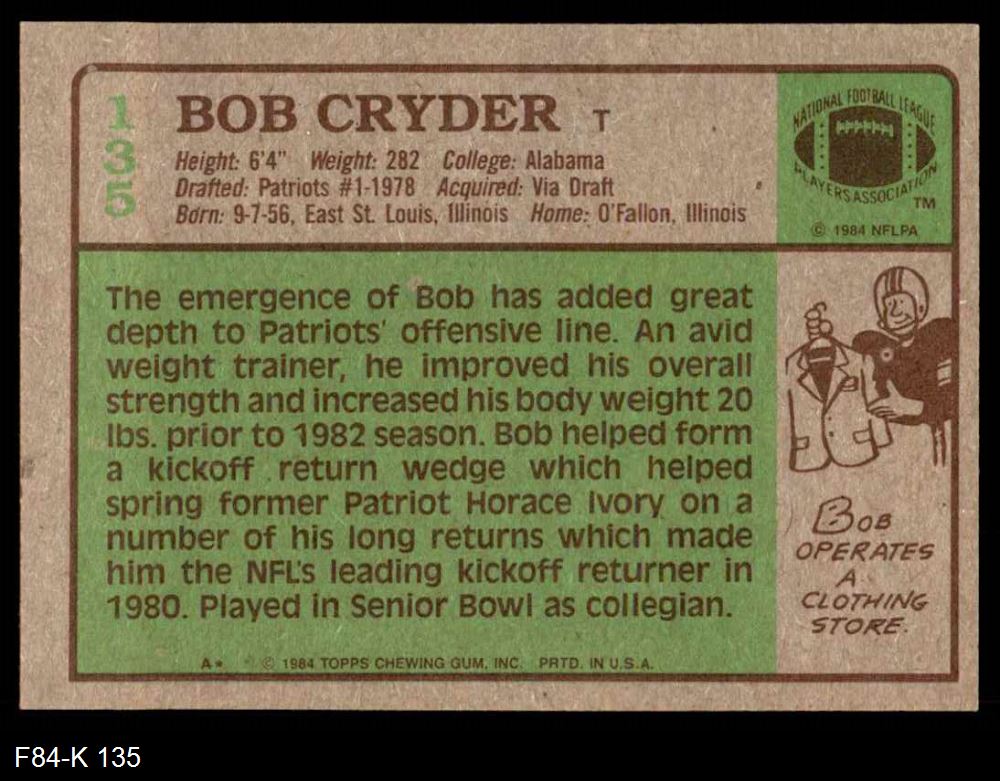 135
BOB CRYDER T
Height: 6'4" Weight: 282 College: Alabama
Drafted: Patriots #1-1978 Acquired: Via Draft
Born: 9-7-56, East St. Louis, Illinois Home: O'Fallon, Illinois
NATIONAL FOOTBALL LEAGUE
PLAYERS ASSOCIATION
TM
© 1984 NFLPA
The emergence of Bob has added great
depth to Patriots' offensive line. An avid
weight trainer, he improved his overall
strength and increased his body weight 20
lbs. prior to 1982 season. Bob helped form
a kickoff return wedge which helped
spring former Patriot Horace Ivory on a
number of his long returns which made
him the NFL's leading kickoff returner in
1980. Played in Senior Bowl as collegian.
BOB
OPERATES
A
CLOTHING
STORE.
A*. © 1984 TOPPS CHEWING GUM, INC. PRTD. IN U.S.A.
F84-K 135